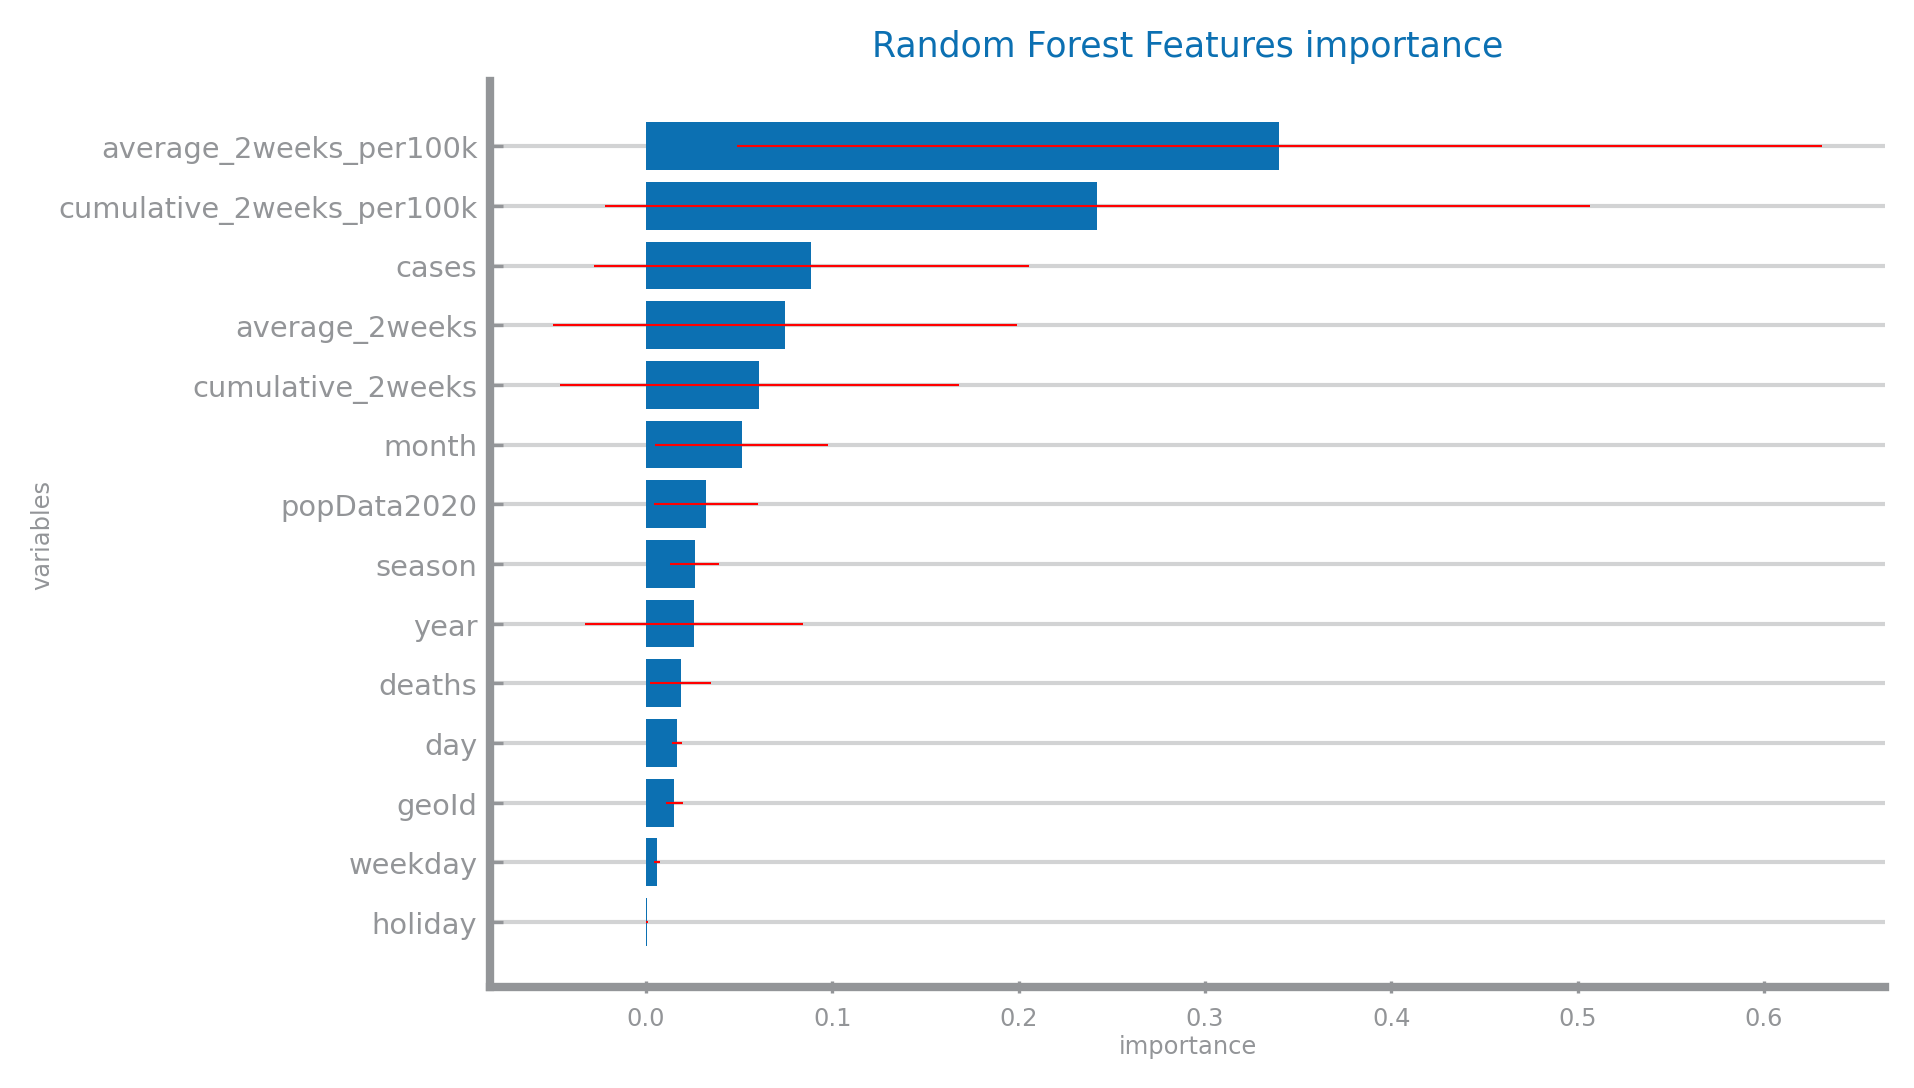 Random Forest Features importance
average_2weeks_per100k
cumulative_2weeks_per100k
cases
average_2weeks
cumulative_2weeks
month
popData2020
season
year
deaths
day
geoId
weekday
holiday
variables
0.0 0.1 0.2 0.3 0.4 0.5 0.6
importance